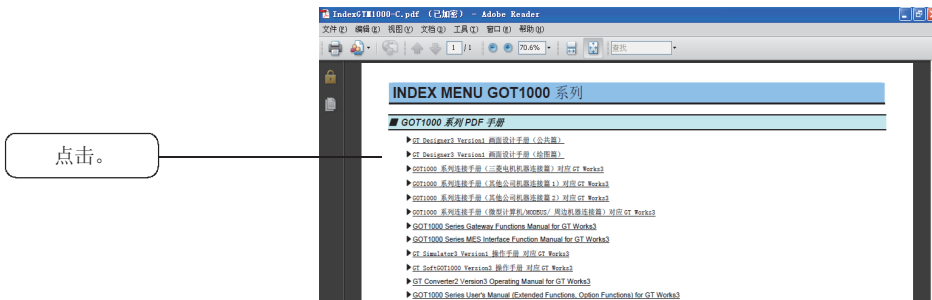 IndexGTM1000-C.pdf （已加密） - Adobe Reader
文件(F) 编辑(E) 视图(V) 文档(D) 工具(T) 窗口(W) 帮助(H)
1 / 1 70.6% 查找
INDEX MENU GOT1000 系列
■ GOT1000 系列 PDF 手册
点击。
▶GT Designer3 Version1 画面设计手册（公共篇）
▶GT Designer3 Version1 画面设计手册（绘图篇）
▶GOT1000 系列连接手册（三菱电机机器连接篇）对应 GT Works3
▶GOT1000 系列连接手册（其他公司机器连接篇 1）对应 GT Works3
▶GOT1000 系列连接手册（其他公司机器连接篇 2）对应 GT Works3
▶GOT1000 系列连接手册（微型计算机/MODBUS/ 周边机器连接篇）对应 GT Works3
▶GOT1000 Series Gateway Functions Manual for GT Works3
▶GOT1000 Series MES Interface Function Manual for GT Works3
▶GT Simulator3 Version1 操作手册 对应 GT Works3
▶GT SoftGOT1000 Version3 操作手册 对应 GT Works3
▶GT Converter2 Version3 Operating Manual for GT Works3
▶GOT1000 Series User's Manual (Extended Functions, Option Functions) for GT Works3